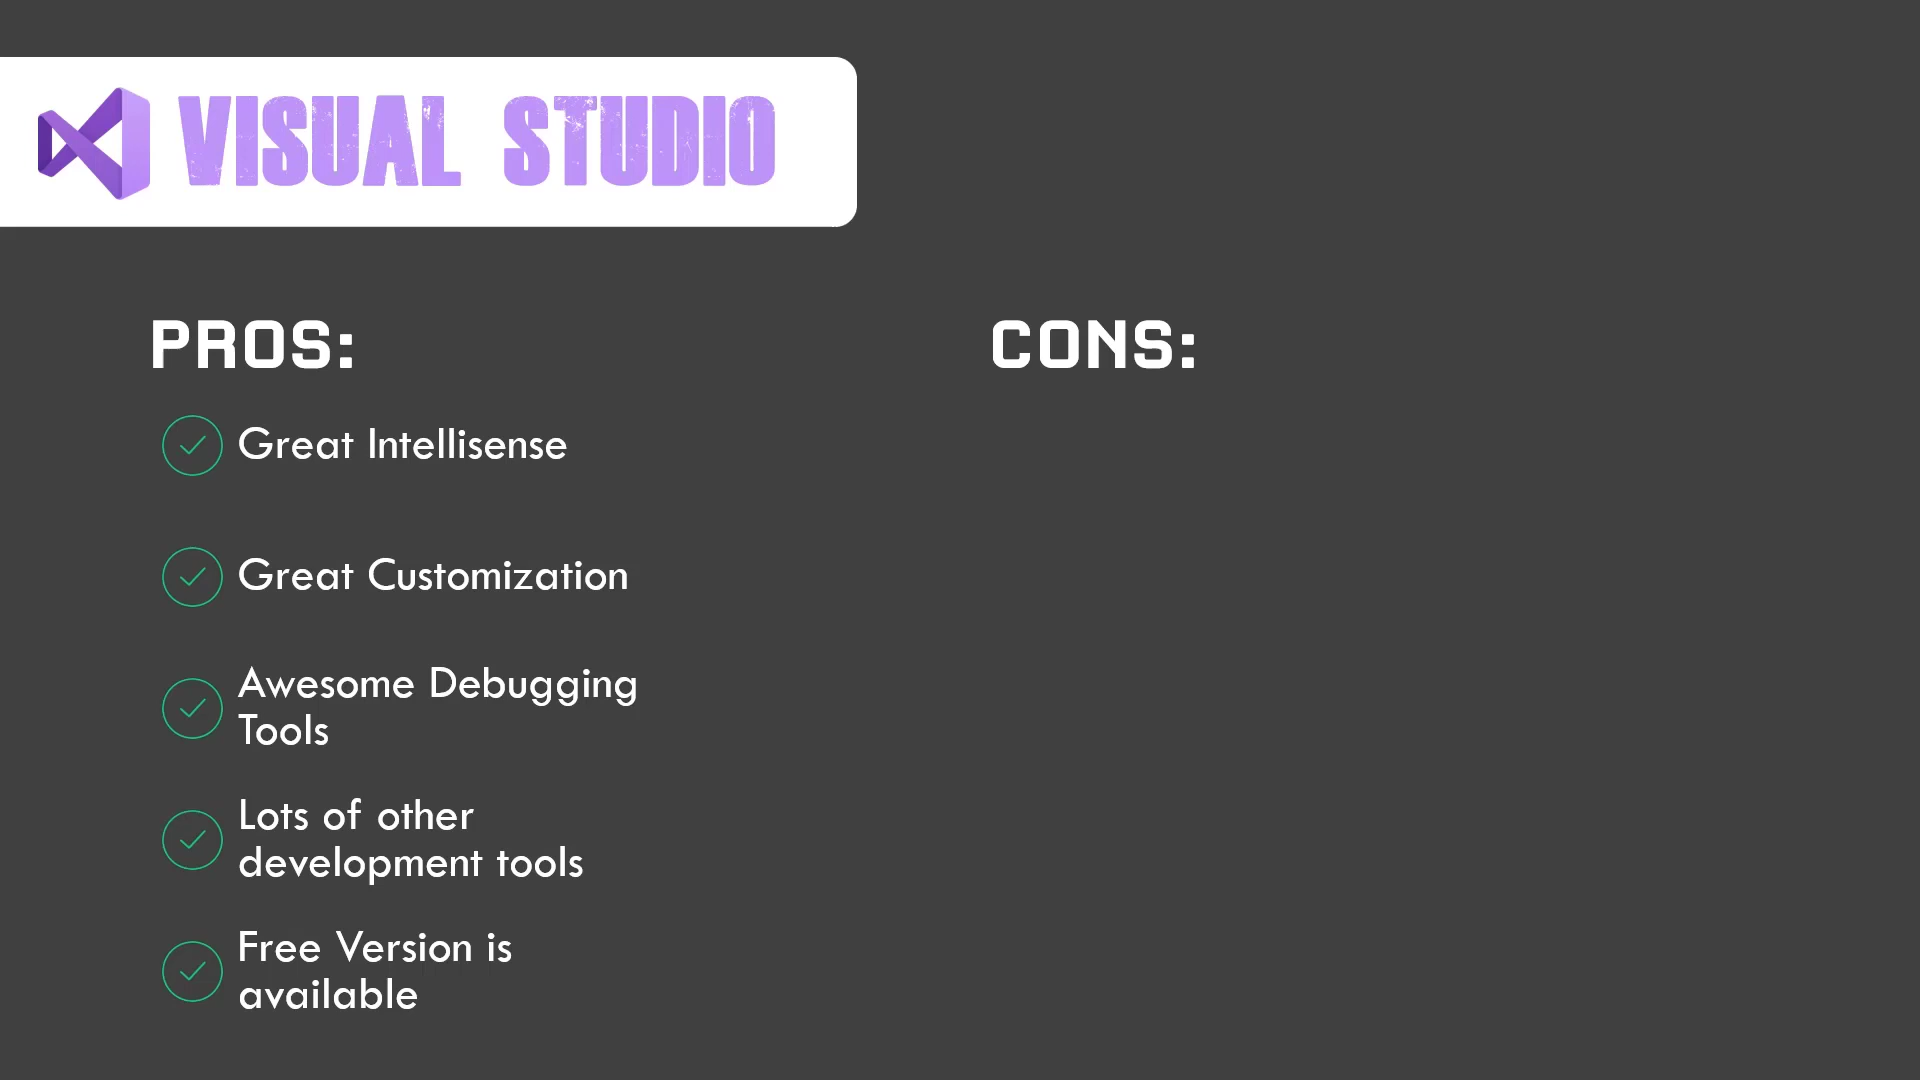 VISUAL STUDIO
PROS:
Great Intellisense
Great Customization
Awesome Debugging
Tools
Lots of other
development tools
Free Version is
available
CONS: